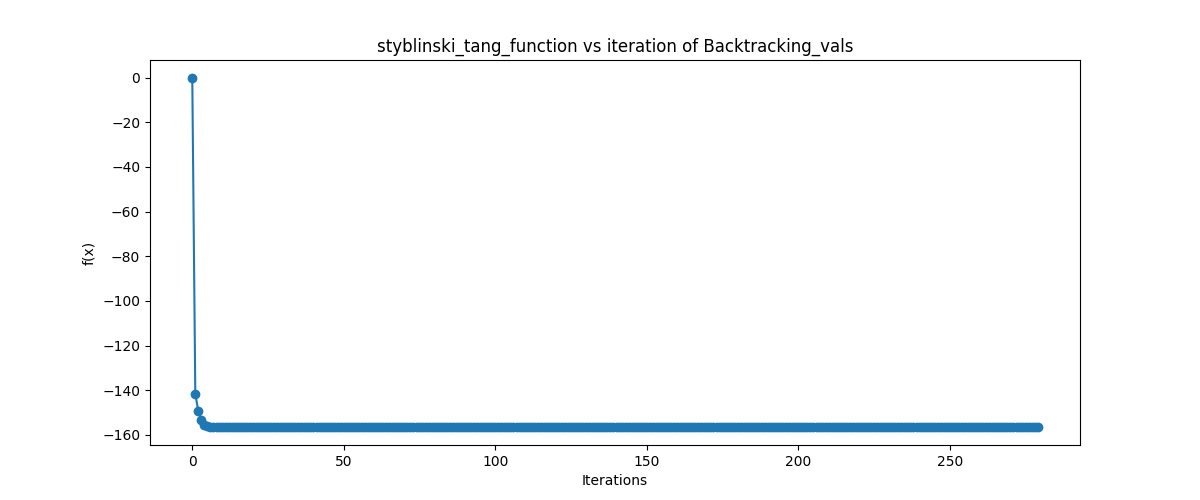 styblinski_tang_function vs iteration of Backtracking_vals
0
−20
−40
−60
−80
−100
−120
−140
−160
f(x)
0 50 100 150 200 250
Iterations